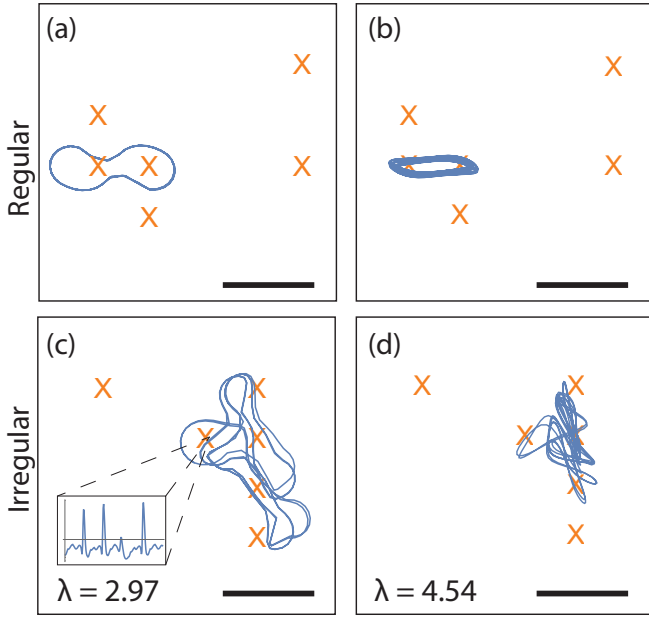 (a)
(b)
Regular
(c)
(d)
Irregular
λ = 2.97
λ = 4.54